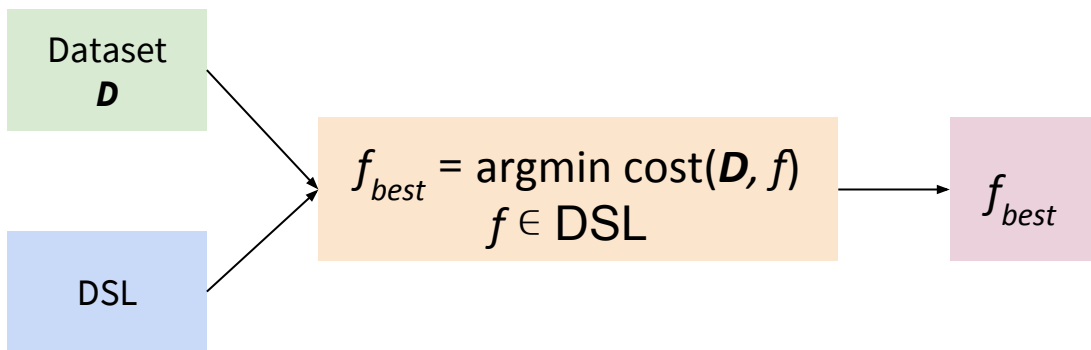 Dataset
D
DSL
f_best = argmin cost(D, f)
f ∈ DSL
f_best